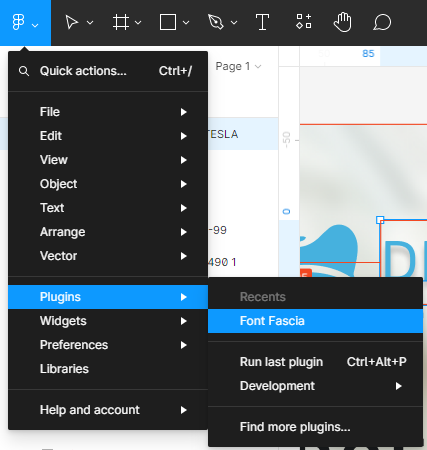 Page 1
85
Quick actions... Ctrl+/
File
Edit
View
Object
Text
Arrange
Vector
Plugins
Widgets
Preferences
Libraries
Help and account
TESLA
-50
-99
0
490 1
Recents
Font Fascia
Run last plugin Ctrl+Alt+P
Development
Find more plugins...